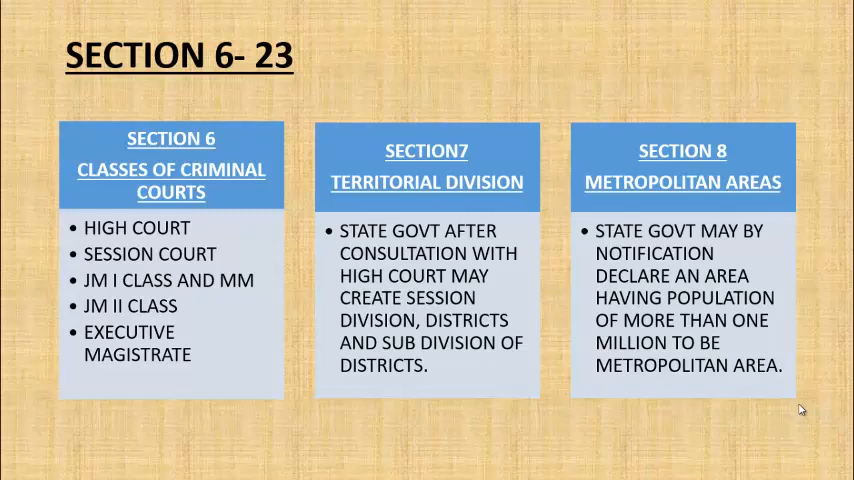 SECTION 6- 23
SECTION 6
CLASSES OF CRIMINAL
COURTS
• HIGH COURT
• SESSION COURT
• JM I CLASS AND MM
• JM II CLASS
• EXECUTIVE
MAGISTRATE
SECTION7
TERRITORIAL DIVISION
• STATE GOVT AFTER
CONSULTATION WITH
HIGH COURT MAY
CREATE SESSION
DIVISION, DISTRICTS
AND SUB DIVISION OF
DISTRICTS.
SECTION 8
METROPOLITAN AREAS
• STATE GOVT MAY BY
NOTIFICATION
DECLARE AN AREA
HAVING POPULATION
OF MORE THAN ONE
MILLION TO BE
METROPOLITAN AREA.